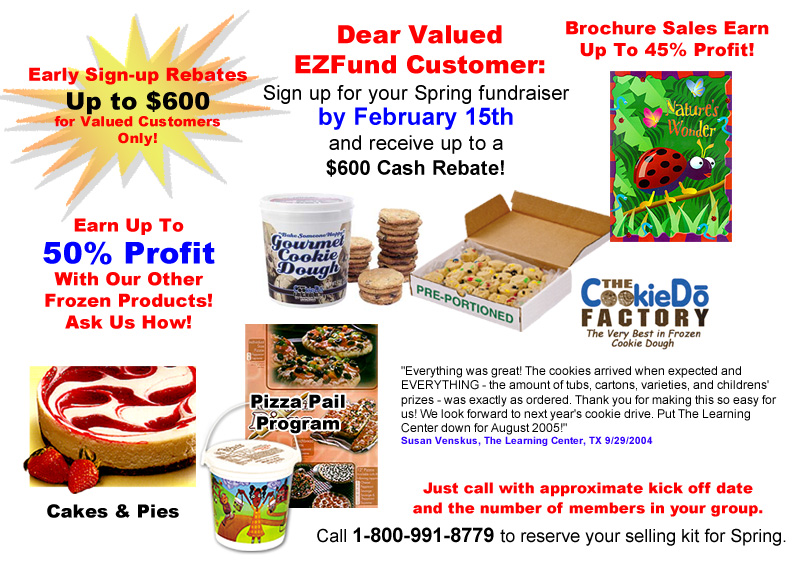 Dear Valued
EZFund Customer:
Sign up for your Spring fundraiser
by February 15th
and receive up to a
$600 Cash Rebate!
Early Sign-up Rebates
Up to $600
for Valued Customers
Only!
Brochure Sales Earn
Up To 45% Profit!
Nature's
Wonder
Earn Up To
50% Profit
With Our Other
Frozen Products!
Ask Us How!
"Bake Someone Happy"
Gourmet
Cookie
Dough
PRE-PORTIONED
THE
CookieDō
FACTORY
The Very Best in Frozen
Cookie Dough
Pizza Pail
Program
Cakes & Pies
"Everything was great! The cookies arrived when expected and
EVERYTHING - the amount of tubs, cartons, varieties, and childrens'
prizes - was exactly as ordered. Thank you for making this so easy for
us! We look forward to next year's cookie drive. Put The Learning
Center down for August 2005!"
Susan Venskus, The Learning Center, TX 9/29/2004
Just call with approximate kick off date
and the number of members in your group.
Call 1-800-991-8779 to reserve your selling kit for Spring.